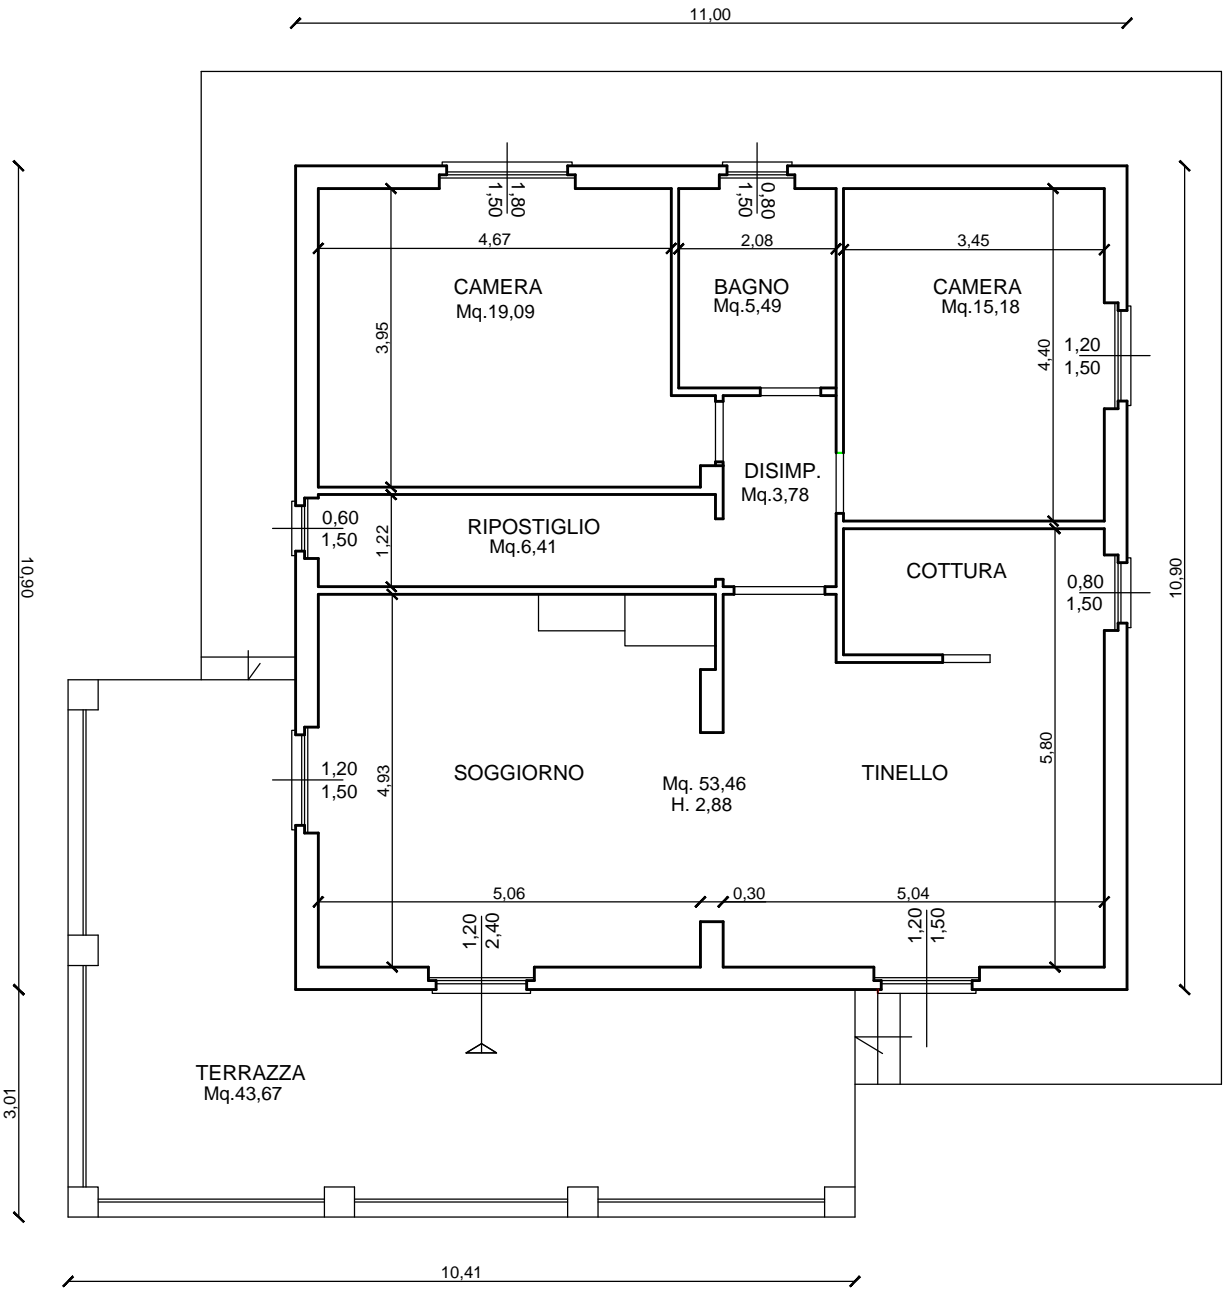 11,00
1,80
1,50
0,80
1,50
4,67
2,08
3,45
CAMERA
Mq.19,09
BAGNO
Mq.5,49
CAMERA
Mq.15,18
3,95
4,40
1,20
1,50
DISIMP.
Mq.3,78
0,60
1,50
1,22
RIPOSTIGLIO
Mq.6,41
COTTURA
0,80
1,50
10,90
10,90
1,20
1,50
4,93
SOGGIORNO
Mq. 53,46
H. 2,88
TINELLO
5,80
5,06
0,30
5,04
1,20
2,40
1,20
1,50
TERRAZZA
Mq.43,67
3,01
10,41